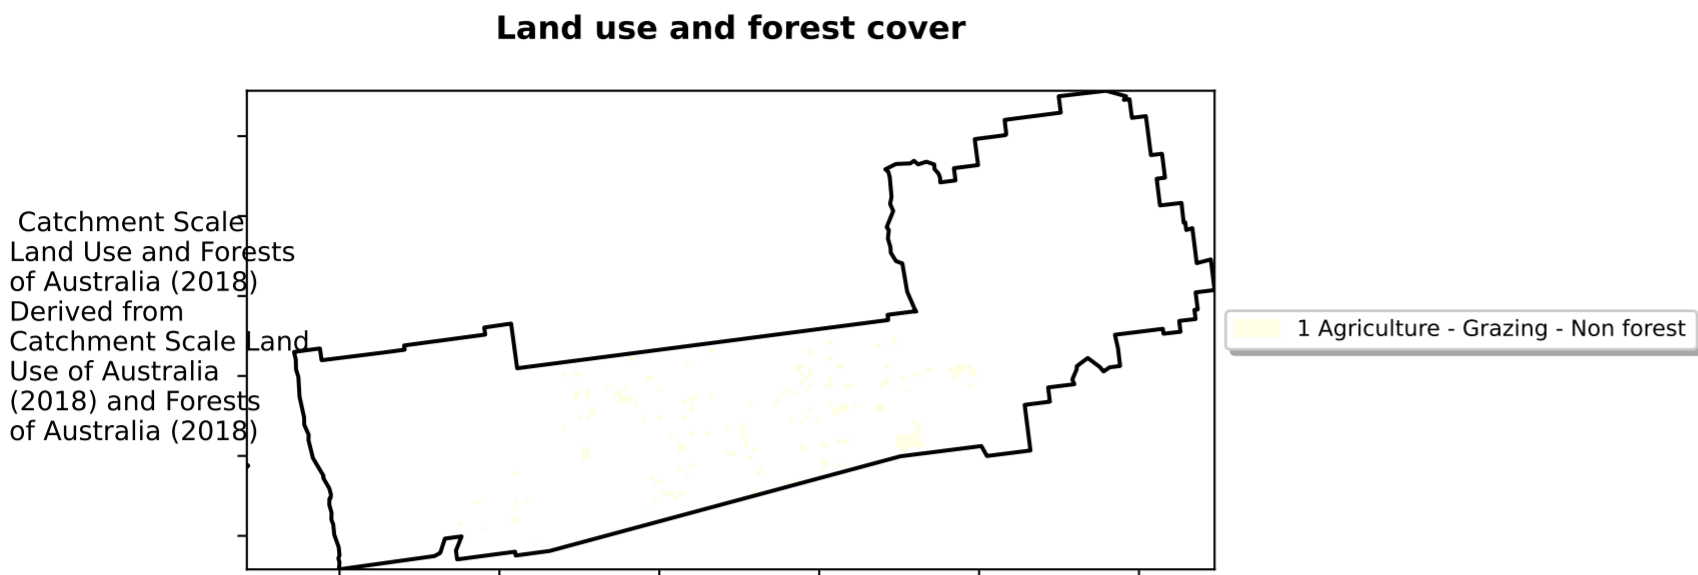 Land use and forest cover
Catchment Scale
Land Use and Forests
of Australia (2018)
Derived from
Catchment Scale Land
Use of Australia
(2018) and Forests
of Australia (2018)
1 Agriculture - Grazing - Non forest